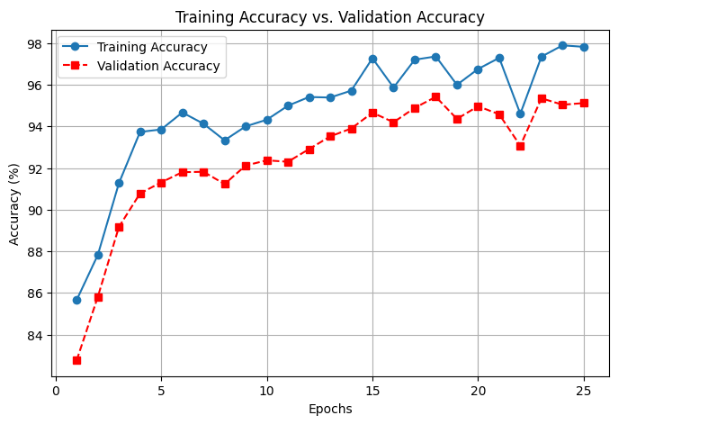 Training Accuracy vs. Validation Accuracy
Training Accuracy
Validation Accuracy
Accuracy (%)
98
96
94
92
90
88
86
84
0 5 10 15 20 25
Epochs